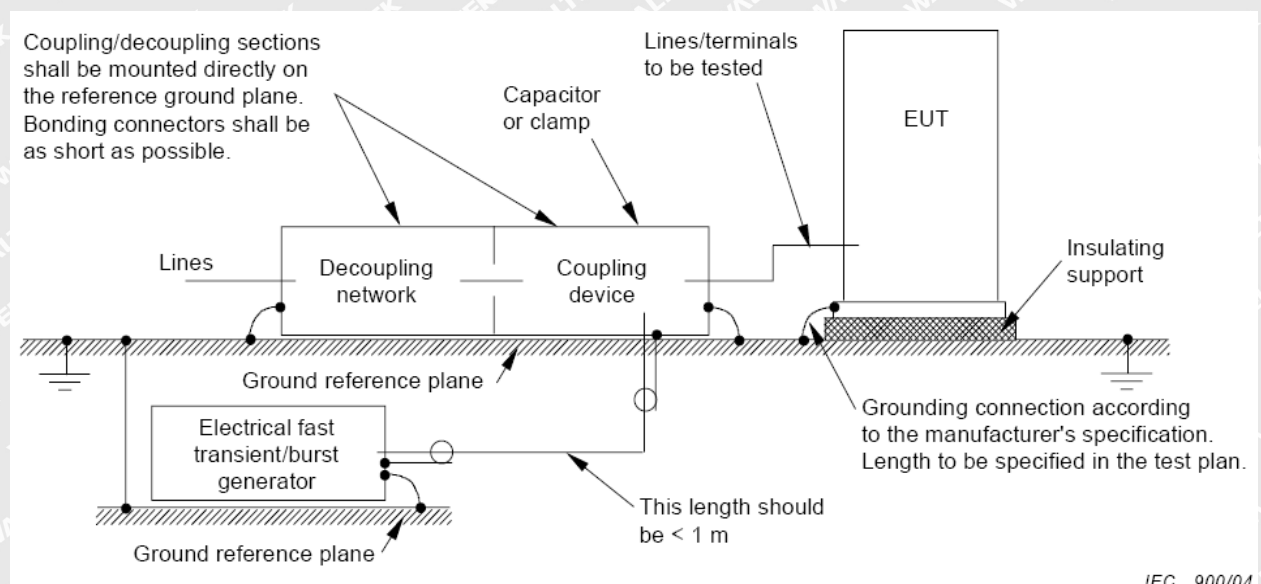 Coupling/decoupling sections
shall be mounted directly on
the reference ground plane.
Bonding connectors shall be
as short as possible.
Capacitor
or clamp
Lines/terminals
to be tested
EUT
Lines
Decoupling
network
Coupling
device
Insulating
support
Ground reference plane
Electrical fast
transient/burst
generator
Grounding connection according
to the manufacturer's specification.
Length to be specified in the test plan.
This length should
be < 1 m
Ground reference plane
IEC 900/04